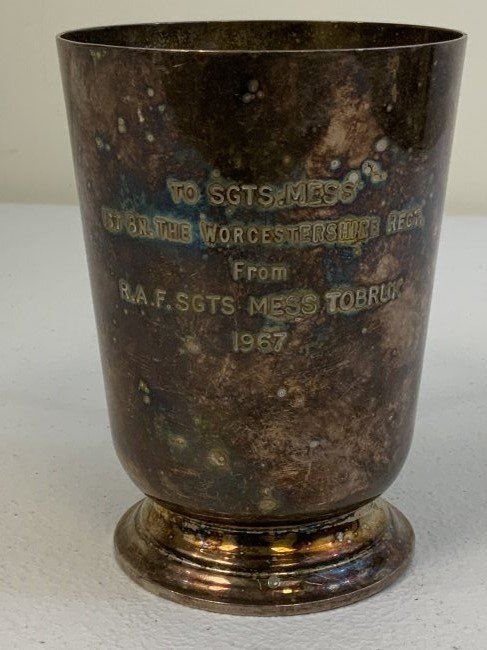 TO SGTS. MESS
1ST BN. THE WORCESTERSHIRE REGT.
From
R.A.F. SGTS MESS TOBRUK
1967